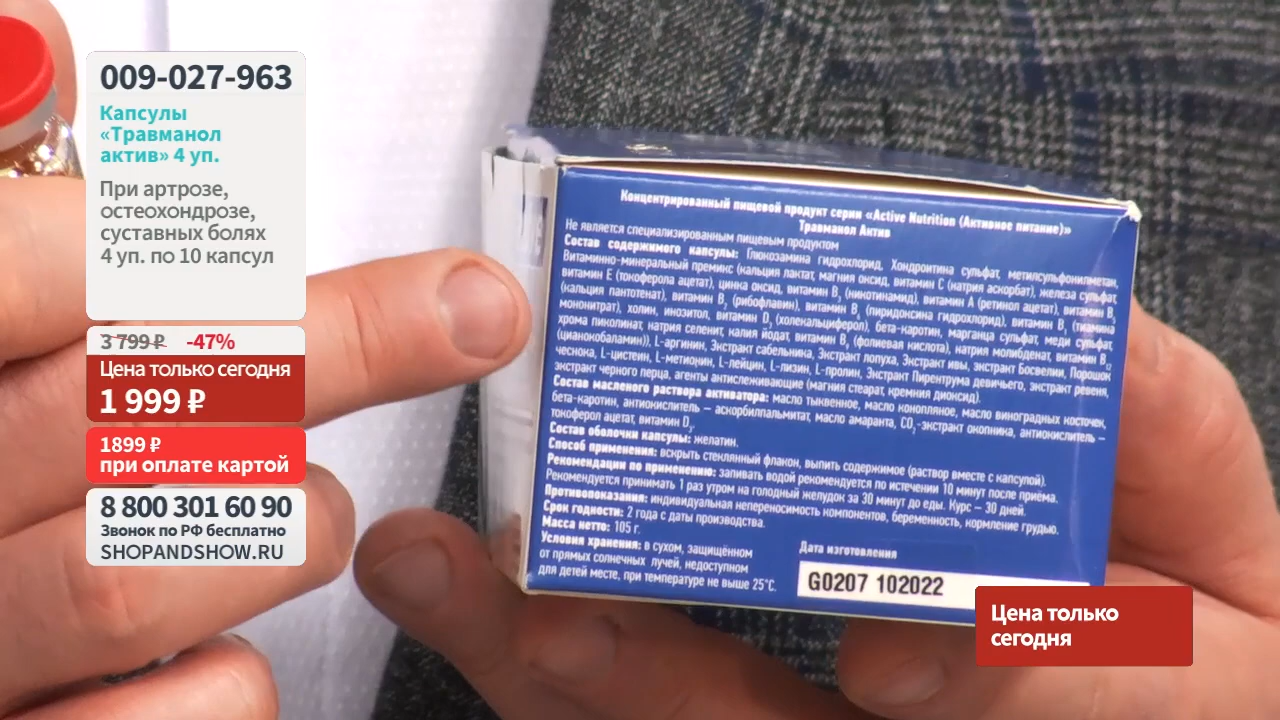 009-027-963
Капсулы
«Травманол
актив» 4 уп.
При артрозе,
остеохондрозе,
суставных болях
4 уп. по 10 капсул
3 799 ₽ -47%
Цена только сегодня
1 999 ₽
1899 ₽
при оплате картой
8 800 301 60 90
Звонок по РФ бесплатно
SHOPANDSHOW.RU
Концентрированный пищевой продукт серии «Active Nutrition (Активное питание)»
Травманол Актив
Не является специализированным пищевым продуктом
Состав содержимого капсулы: Глюкозамина гидрохлорид, Хондроитина сульфат, метилсульфонилметан,
Витаминно-минеральный премикс (кальция лактат, магния оксид, витамин С (натрия аскорбат), железа сульфат,
витамин Е (токоферола ацетат), цинка оксид, витамин В3 (никотинамид), витамин А (ретинол ацетат), витамин В5
(кальция пантотенат), витамин В2 (рибофлавин), витамин В6 (пиридоксина гидрохлорид), витамин В1 (тиамина
мононитрат), холин, инозитол, витамин D3 (холекальциферол), бета-каротин, марганца сульфат, меди сульфат,
хрома пиколинат, натрия селенит, калия йодат, витамин В9 (фолиевая кислота), натрия молибденат, витамин В12
(цианокобаламин)), L-аргинин, Экстракт сабельника, Экстракт лопуха, Экстракт ивы, экстракт Босвелии, Порошок
чеснока, L-цистеин, L-метионин, L-лейцин, L-лизин, L-пролин, Экстракт Пирентрума девичьего, экстракт ревеня,
экстракт черного перца, агенты антислеживающие (магния стеарат, кремния диоксид).
Состав масленого раствора активатора: масло тыквенное, масло конопляное, масло виноградных косточек,
бета-каротин, антиокислитель – аскорбилпальмитат, масло амаранта, СО2-экстракт окопника, антиокислитель –
токоферол ацетат, витамин D3.
Состав оболочки капсулы: желатин.
Способ применения: вскрыть стеклянный флакон, выпить содержимое (раствор вместе с капсулой).
Рекомендации по применению: запивать водой рекомендуется по истечении 10 минут после приёма.
Рекомендуется принимать 1 раз утром на голодный желудок за 30 минут до еды. Курс – 30 дней.
Противопоказания: индивидуальная непереносимость компонентов, беременность, кормление грудью.
Срок годности: 2 года с даты производства.
Масса нетто: 105 г.
Условия хранения: в сухом, защищённом
от прямых солнечных лучей, недоступном
для детей месте, при температуре не выше 25°С.
Дата изготовления
G0207 102022
Цена только
сегодня